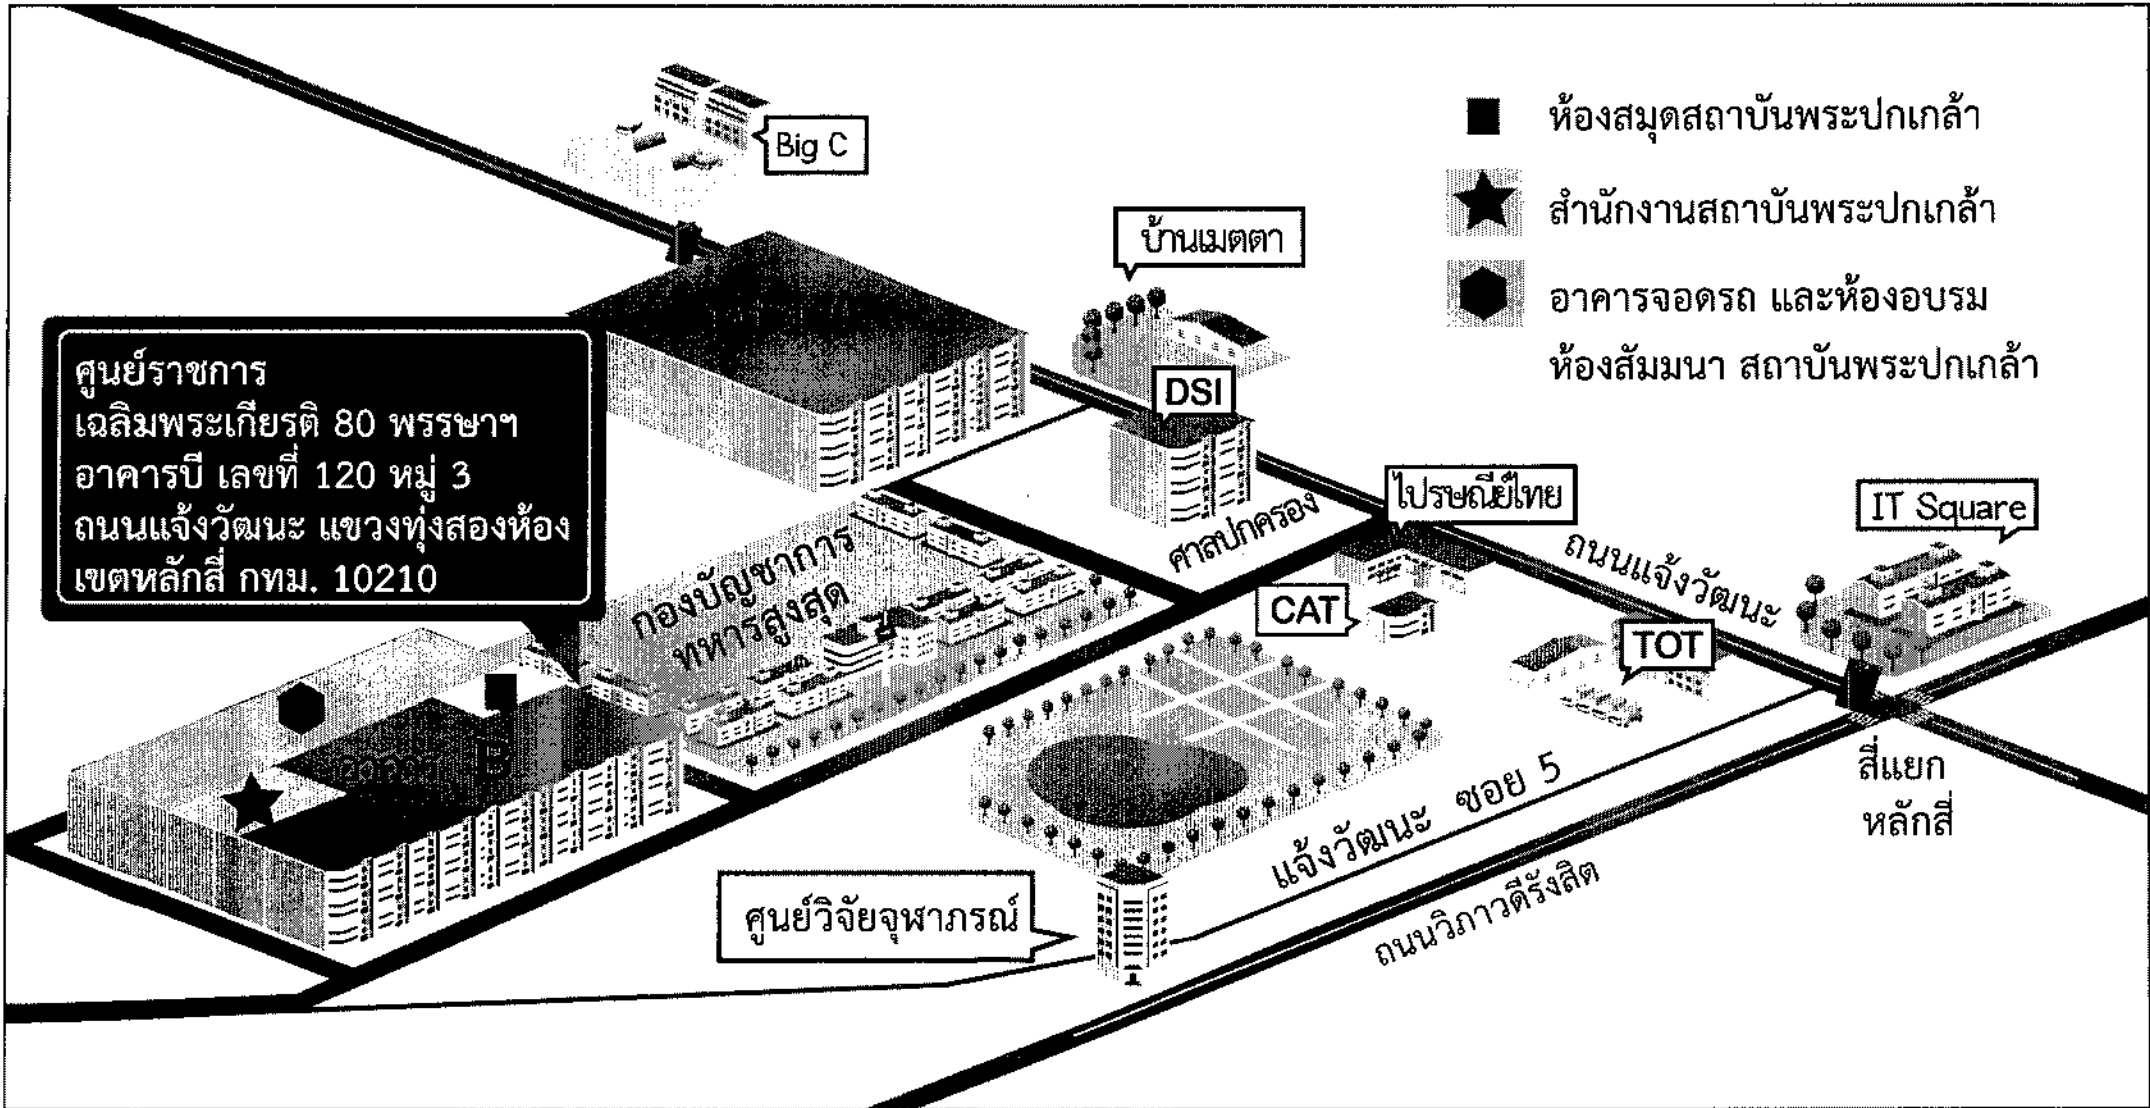 Big C
ห้องสมุดสถาบันพระปกเกล้า
สำนักงานสถาบันพระปกเกล้า
อาคารจอดรถ และห้องอบรม
ห้องสัมมนา สถาบันพระปกเกล้า
บ้านเมตตา
DSI
ศูนย์ราชการ
เฉลิมพระเกียรติ 80 พรรษาฯ
อาคารบี เลขที่ 120 หมู่ 3
ถนนแจ้งวัฒนะ แขวงทุ่งสองห้อง
เขตหลักสี่ กทม. 10210
ไปรษณีย์ไทย
IT Square
ศาลปกครอง
ถนนแจ้งวัฒนะ
กองบัญชาการ
ทหารสูงสุด
CAT
TOT
B
สี่แยก
หลักสี่
แจ้งวัฒนะ ซอย 5
ถนนวิภาวดีรังสิต
ศูนย์วิจัยจุฬาภรณ์